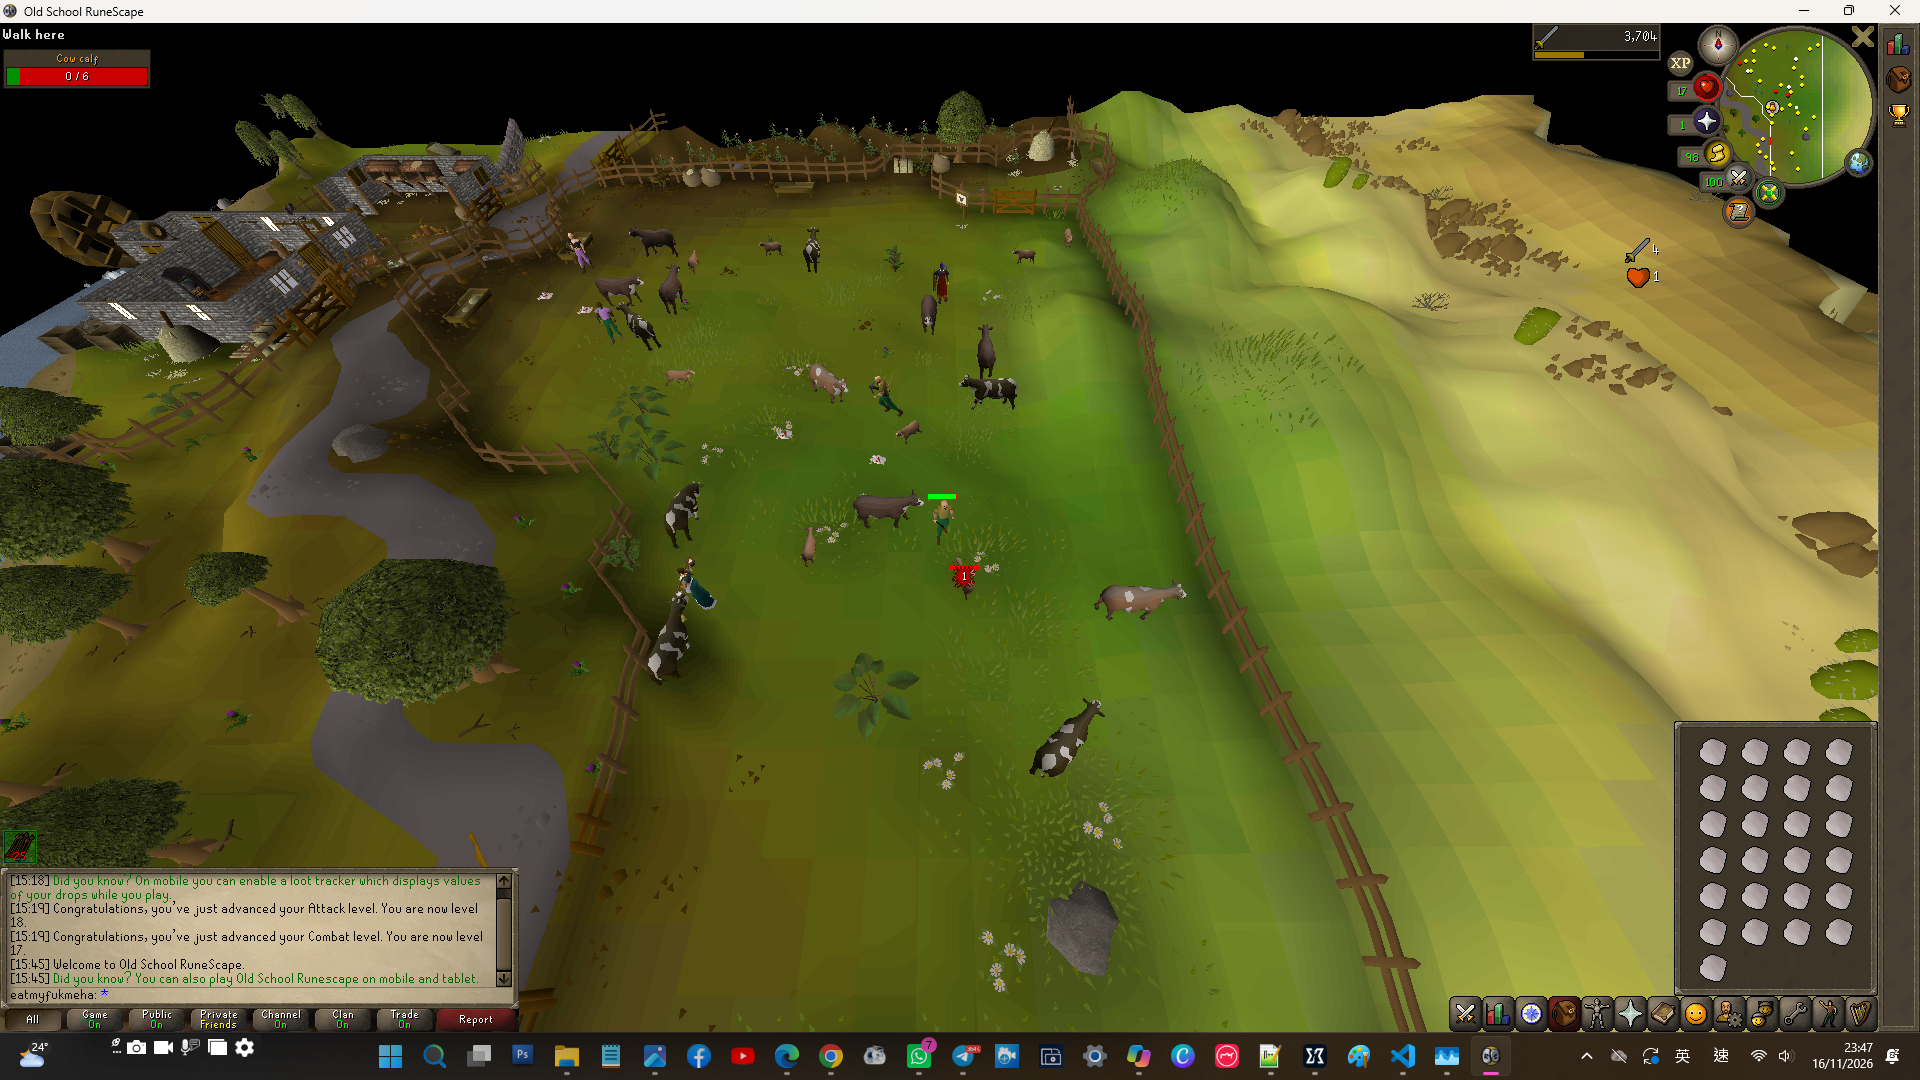 Old School RuneScape
Walk here
Cow calf
0 / 6
3,704
N
XP
17
1
98
100
4
1
1
[15:18] Did you know? On mobile you can enable a loot tracker which displays values
of your drops while you play.
[15:19] Congratulations, you've just advanced your Attack level. You are now level
18.
[15:19] Congratulations, you've just advanced your Combat level. You are now level
17.
[15:45] Welcome to Old School RuneScape.
[15:45] Did you know? You can also play Old School Runescape on mobile and tablet.
eatmyfukmeha: *
All
Game
On
Public
On
Private
Friends
Channel
On
Clan
On
Trade
On
Report
24°
Ps
7
英
速
23:47
16/11/2026